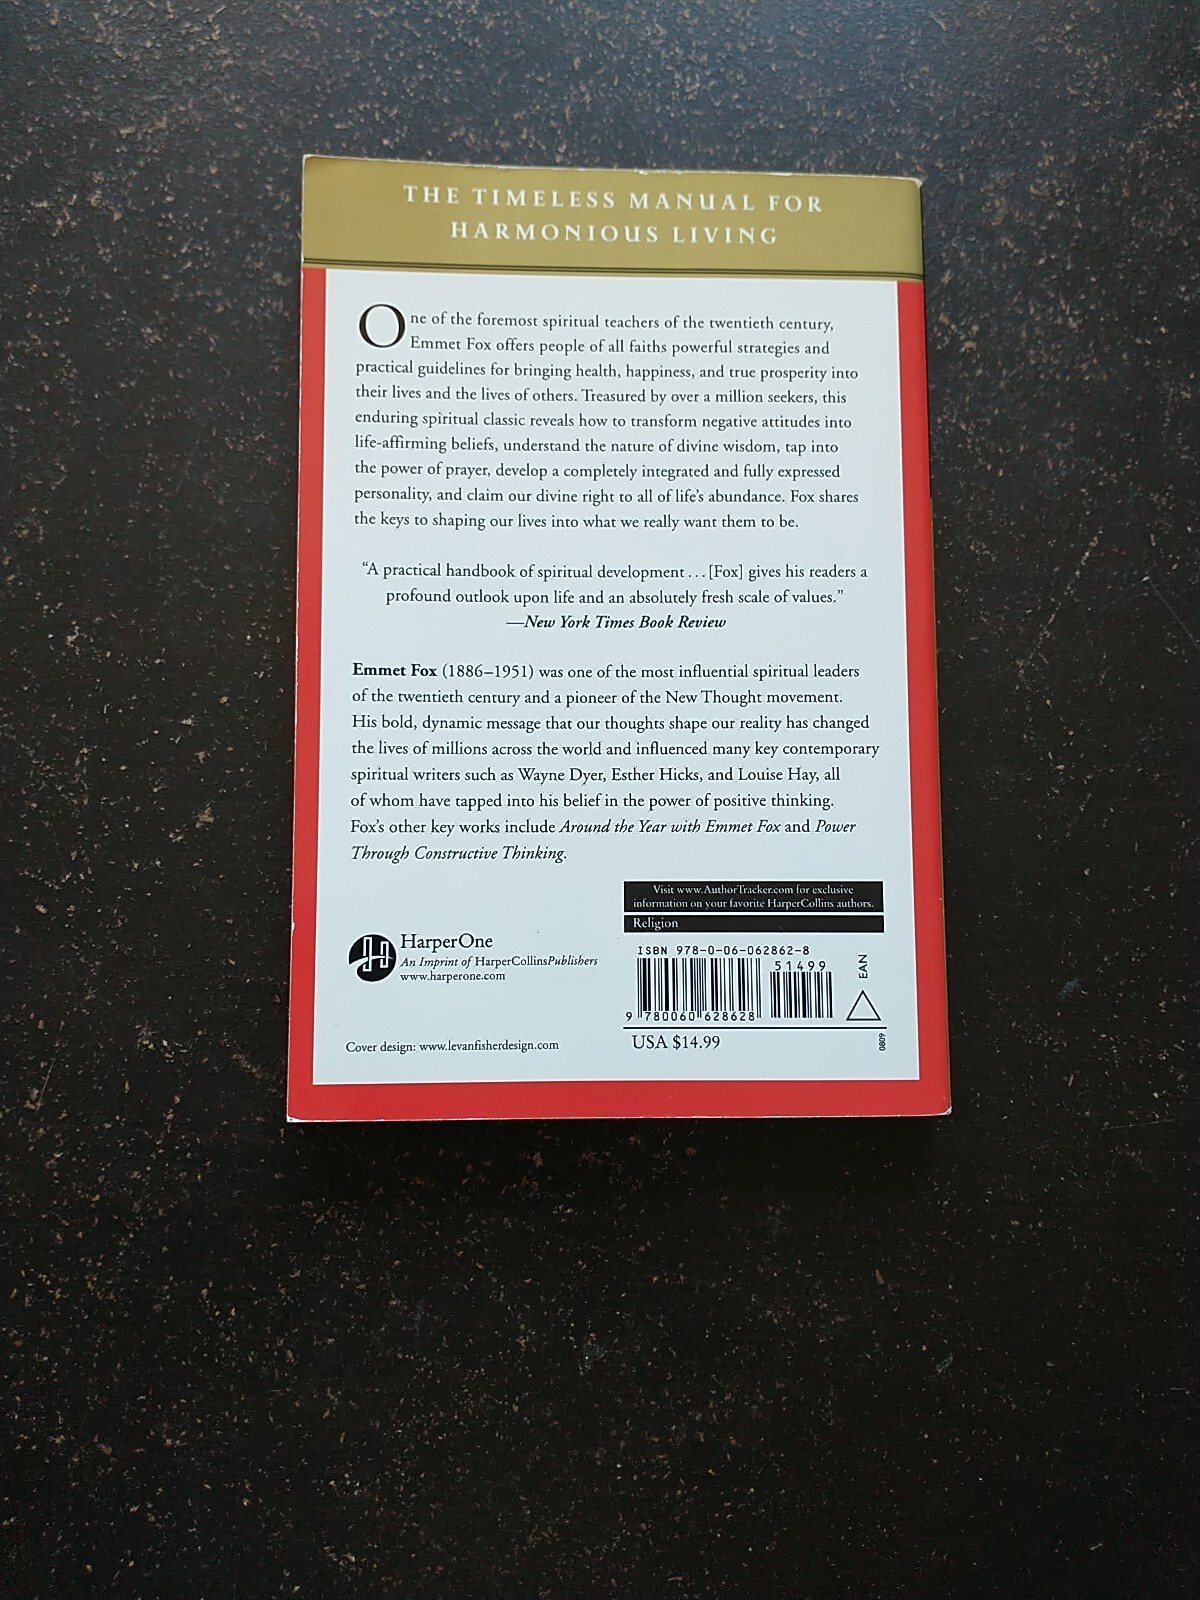 THE TIMELESS MANUAL FOR
HARMONIOUS LIVING
One of the foremost spiritual teachers of the twentieth century,
Emmet Fox offers people of all faiths powerful strategies and
practical guidelines for bringing health, happiness, and true prosperity into
their lives and the lives of others. Treasured by over a million seekers, this
enduring spiritual classic reveals how to transform negative attitudes into
life-affirming beliefs, understand the nature of divine wisdom, tap into
the power of prayer, develop a completely integrated and fully expressed
personality, and claim our divine right to all of life's abundance. Fox shares
the keys to shaping our lives into what we really want them to be.
“A practical handbook of spiritual development . . . [Fox] gives his readers a
profound outlook upon life and an absolutely fresh scale of values.”
—New York Times Book Review
Emmet Fox (1886–1951) was one of the most influential spiritual leaders
of the twentieth century and a pioneer of the New Thought movement.
His bold, dynamic message that our thoughts shape our reality has changed
the lives of millions across the world and influenced many key contemporary
spiritual writers such as Wayne Dyer, Esther Hicks, and Louise Hay, all
of whom have tapped into his belief in the power of positive thinking.
Fox's other key works include Around the Year with Emmet Fox and Power
Through Constructive Thinking.
Visit www.AuthorTracker.com for exclusive
information on your favorite HarperCollins authors.
Religion
HarperOne
An Imprint of HarperCollinsPublishers
www.harperone.com
ISBN 978-0-06-062862-8
51499
EAN
9 780060 628628
USA $14.99
0809
Cover design: www.levanfisherdesign.com